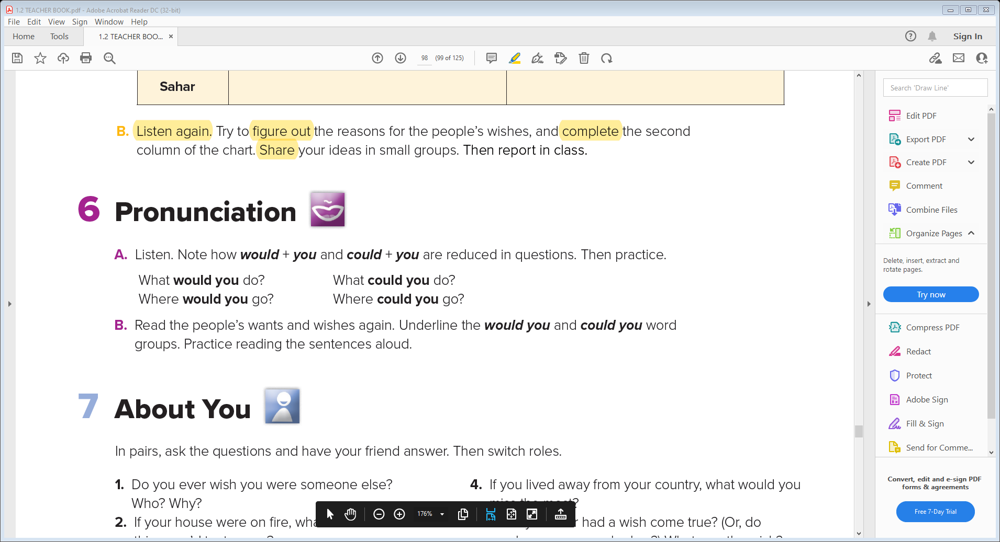 1.2 TEACHER BOOK.pdf - Adobe Acrobat Reader DC (32-bit)
File Edit View Sign Window Help
Home Tools 1.2 TEACHER BOO... × Sign In
98 (99 of 125)
Sahar
B. Listen again. Try to figure out the reasons for the people's wishes, and complete the second
column of the chart. Share your ideas in small groups. Then report in class.
6 Pronunciation
A. Listen. Note how would + you and could + you are reduced in questions. Then practice.
What would you do? What could you do?
Where would you go? Where could you go?
B. Read the people's wants and wishes again. Underline the would you and could you word
groups. Practice reading the sentences aloud.
7 About You
In pairs, ask the questions and have your friend answer. Then switch roles.
1. Do you ever wish you were someone else?
Who? Why?
2. If your house were on fire,
4. If you lived away from your country, what would you
miss the most?
had a wish come true? (Or, do
176%
Search 'Draw Line'
Edit PDF
Export PDF
Create PDF
Comment
Combine Files
Organize Pages
Delete, insert, extract and
rotate pages.
Try now
Compress PDF
Redact
Protect
Adobe Sign
Fill & Sign
Send for Comme...
Convert, edit and e-sign PDF
forms & agreements
Free 7-Day Trial